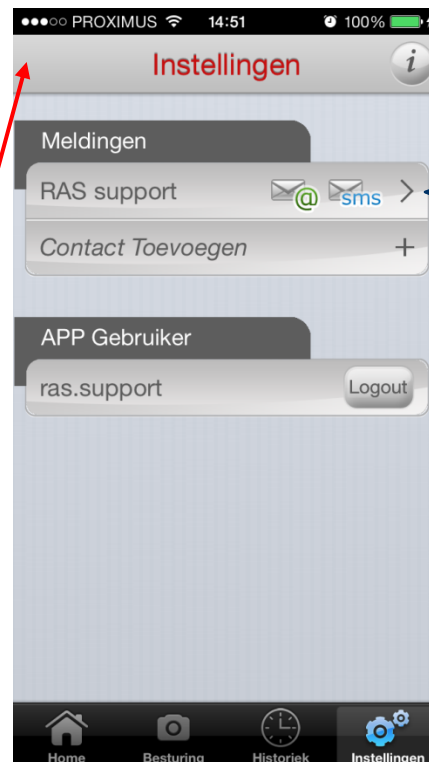 PROXIMUS 14:51 100%
Instellingen i
Meldingen
RAS support @ sms
Contact Toevoegen +
APP Gebruiker
ras.support Logout
Home Besturing Historiek Instellingen